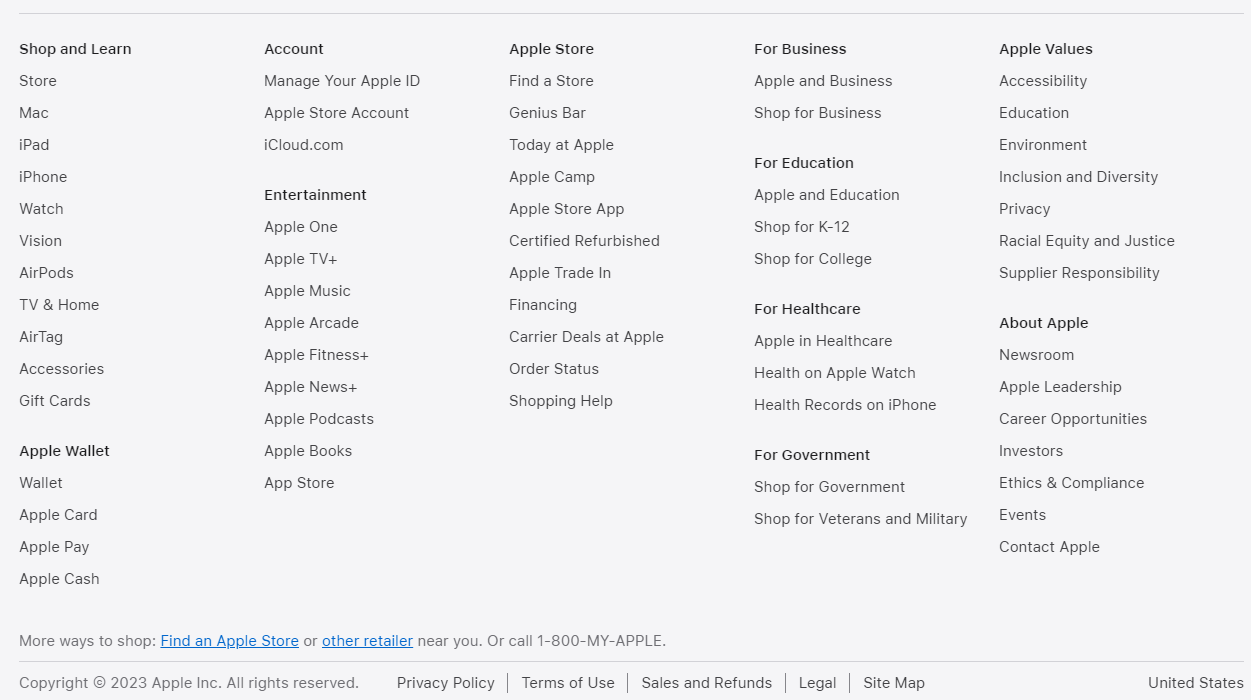 Shop and Learn
Store
Mac
iPad
iPhone
Watch
Vision
AirPods
TV & Home
AirTag
Accessories
Gift Cards
Apple Wallet
Wallet
Apple Card
Apple Pay
Apple Cash
Account
Manage Your Apple ID
Apple Store Account
iCloud.com
Entertainment
Apple One
Apple TV+
Apple Music
Apple Arcade
Apple Fitness+
Apple News+
Apple Podcasts
Apple Books
App Store
Apple Store
Find a Store
Genius Bar
Today at Apple
Apple Camp
Apple Store App
Certified Refurbished
Apple Trade In
Financing
Carrier Deals at Apple
Order Status
Shopping Help
For Business
Apple and Business
Shop for Business
For Education
Apple and Education
Shop for K-12
Shop for College
For Healthcare
Apple in Healthcare
Health on Apple Watch
Health Records on iPhone
For Government
Shop for Government
Shop for Veterans and Military
Apple Values
Accessibility
Education
Environment
Inclusion and Diversity
Privacy
Racial Equity and Justice
Supplier Responsibility
About Apple
Newsroom
Apple Leadership
Career Opportunities
Investors
Ethics & Compliance
Events
Contact Apple
More ways to shop: Find an Apple Store or other retailer near you. Or call 1-800-MY-APPLE.
Copyright © 2023 Apple Inc. All rights reserved. Privacy Policy | Terms of Use | Sales and Refunds | Legal | Site Map United States